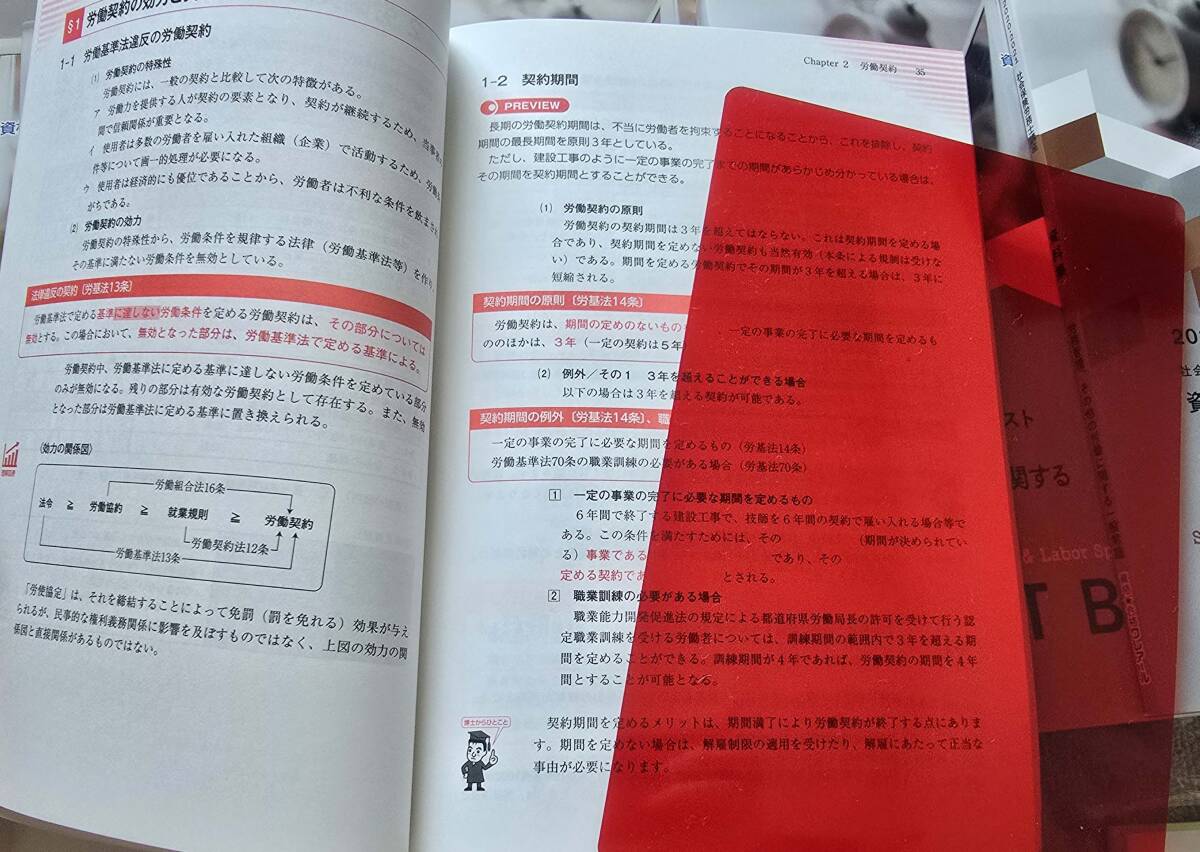 §1 労働契約の効力と
1-1 労働基準法違反の労働契約
(1) 労働契約の特殊性
労働契約には、一般の契約と比較して次の特徴がある。
ア 労働力を提供する人が契約の要素となり、契約が継続するため、当事者
間で信頼関係が重要となる。
イ 使用者は多数の労働者を雇い入れた組織(企業)で活動するため、労働
件等について画一的処理が必要になる。
ゥ 使用者は経済的にも優位であることから、労働者は不利な条件を飲まされ
がちである。
(2) 労働契約の効力
労働契約の特殊性から、労働条件を規律する法律(労働基準法等)を作り、
その基準に満たない労働条件を無効としている。
法律違反の契約〔労基法13条〕
労働基準法で定める基準に達しない労働条件を定める労働契約は、その部分については
無効とする。この場合において、無効となった部分は、労働基準法で定める基準による。
労働契約中、労働基準法に定める基準に達しない労働条件を定めている部分
のみが無効になる。残りの部分は有効な労働契約として存在する。また、無効
となった部分は労働基準法に定める基準に置き換えられる。
〈効力の関係図〉
労働組合法16条
法令 ≧ 労働協約 ≧ 就業規則 ≧ 労働契約
労働契約法12条
労働基準法13条
「労使協定」は、それを締結することによって免罰(罰を免れる)効果が与え
られるが、民事的な権利義務関係に影響を及ぼすものではなく、上図の効力の関
係図と直接関係があるものではない。
Chapter 2 労働契約 35
1-2 契約期間
PREVIEW
長期の労働契約期間は、不当に労働者を拘束することになることから、これを排除し、契約
期間の最長期間を原則3年としている。
ただし、建設工事のように一定の事業の完了までの期間があらかじめ分かっている場合は、
その期間を契約期間とすることができる。
(1) 労働契約の原則
労働契約の契約期間は3年を超えてはならない。これは契約期間を定める場
合であり、契約期間を定めない労働契約も当然有効(本条による規制は受けな
い)である。期間を定める労働契約でその期間が3年を超える場合は、3年に
短縮される。
契約期間の原則〔労基法14条〕
労働契約は、期間の定めのないもの 一定の事業の完了に必要な期間を定めるも
ののほかは、3年(一定の契約は5年
(2) 例外/その1 3年を超えることができる場合
以下の場合は3年を超える契約が可能である。
契約期間の例外〔労基法14条〕、職
一定の事業の完了に必要な期間を定めるもの(労基法14条)
労働基準法70条の職業訓練の必要がある場合(労基法70条)
1 一定の事業の完了に必要な期間を定めるもの
6年間で終了する建設工事で、技師を6年間の契約で雇い入れる場合等で
ある。この条件を満たすためには、その (期間が決められてい
る)事業である であり、その
定める契約で とされる。
2 職業訓練の必要がある場合
職業能力開発促進法の規定による都道府県労働局長の許可を受けて行う認
定職業訓練を受ける労働者については、訓練期間の範囲内で3年を超える期
間を定めることができる。訓練期間が4年であれば、労働契約の期間を4年
間とすることが可能となる。
博士からひとこと
契約期間を定めるメリットは、期間満了により労働契約が終了する点にありま
す。期間を定めない場合は、解雇制限の適用を受けたり、解雇にあたって正当な
事由が必要になります。
スト
関する
& Labor
T B
20
社会
資